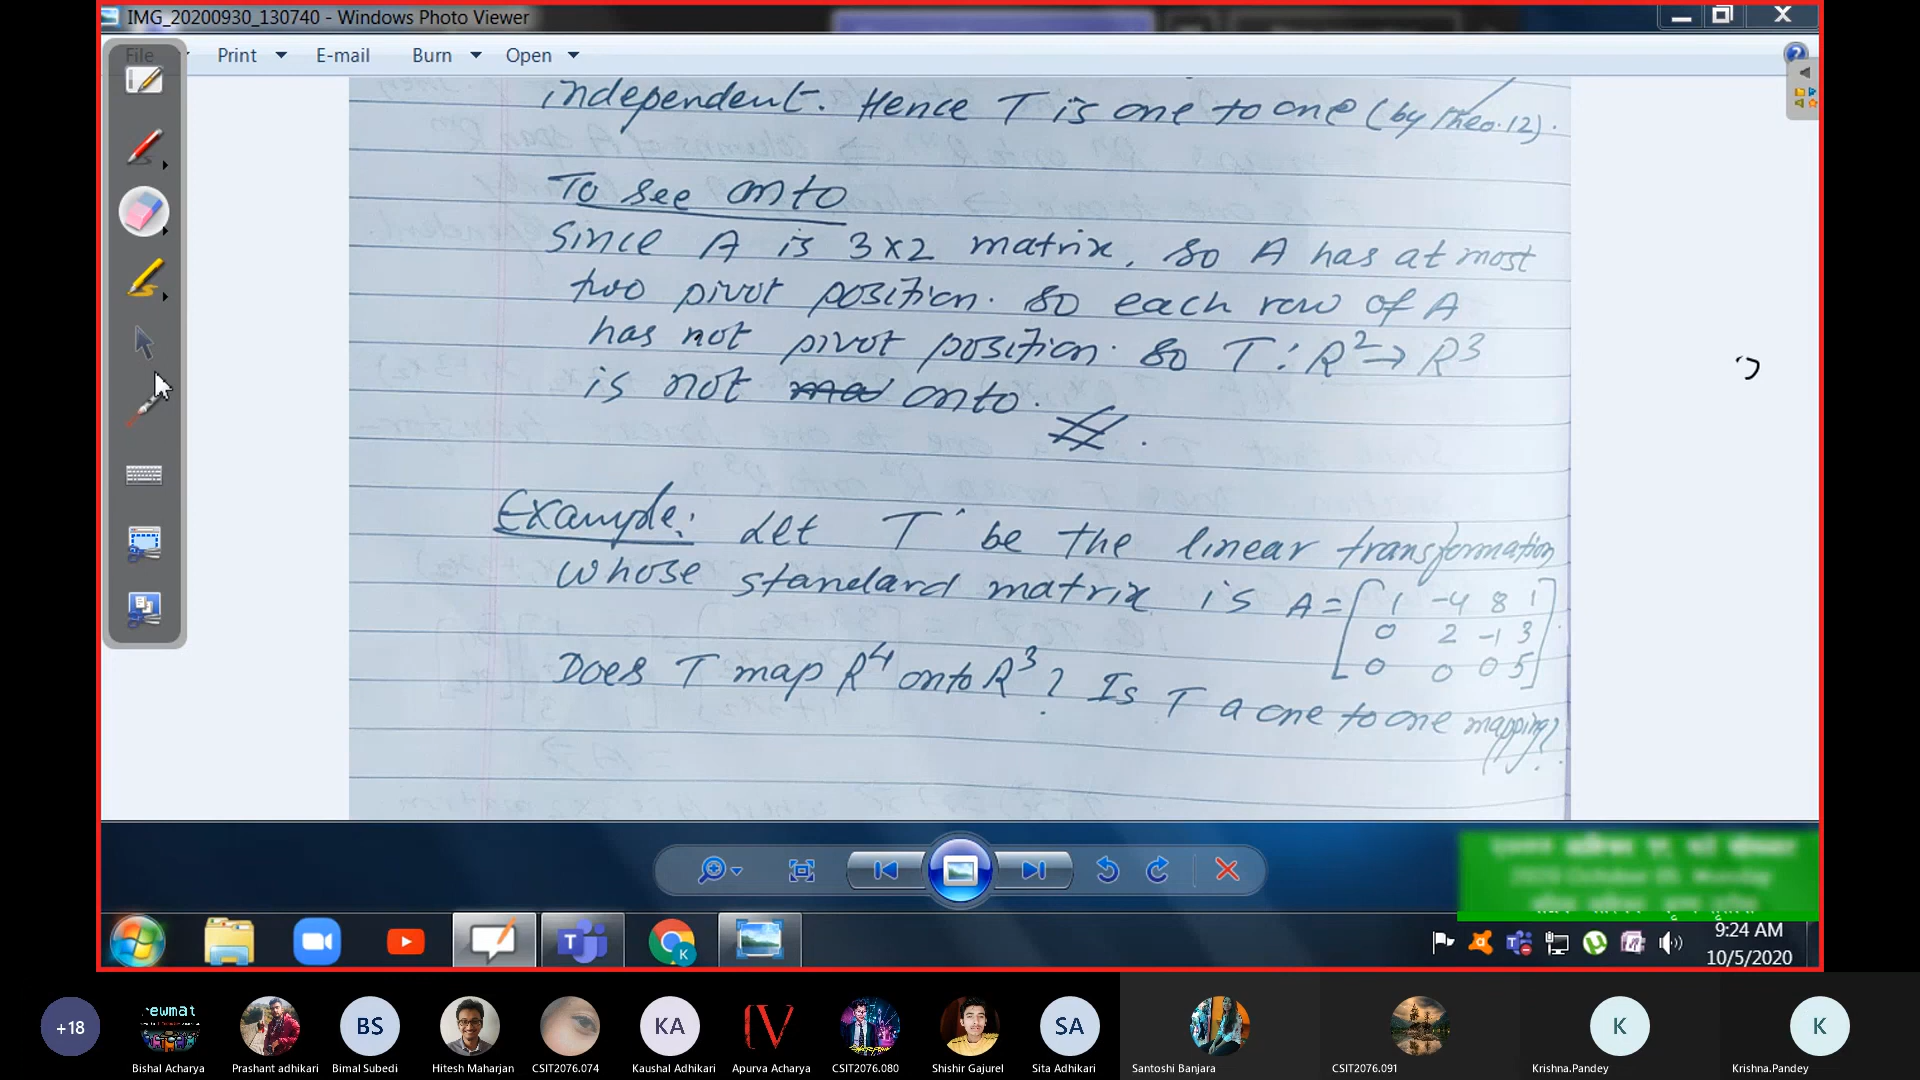 IMG_20200930_130740 - Windows Photo Viewer
File Print E-mail Burn Open
independent. Hence T is one to one (by Theo. 12).
To see onto
Since A is 3x2 matrix, so A has at most
two pivot position. So each row of A
has not pivot position. So T : R² → R³
is not onto.
Example: Let T be the linear transformation
whose standard matrix is A = [ 1 -4 8 1
0 2 -1 3
0 0 0 5 ]
Does T map R⁴ onto R³? Is T a one to one mapping?
9:24 AM
10/5/2020
+18
BS
KA
SA
K
K
Bishal Acharya
Prashant adhikari
Bimal Subedi
Hitesh Maharjan
CSIT2076.074
Kaushal Adhikari
Apurva Acharya
CSIT2076.080
Shishir Gajurel
Sita Adhikari
Santoshi Banjara
CSIT2076.091
Krishna.Pandey
Krishna.Pandey